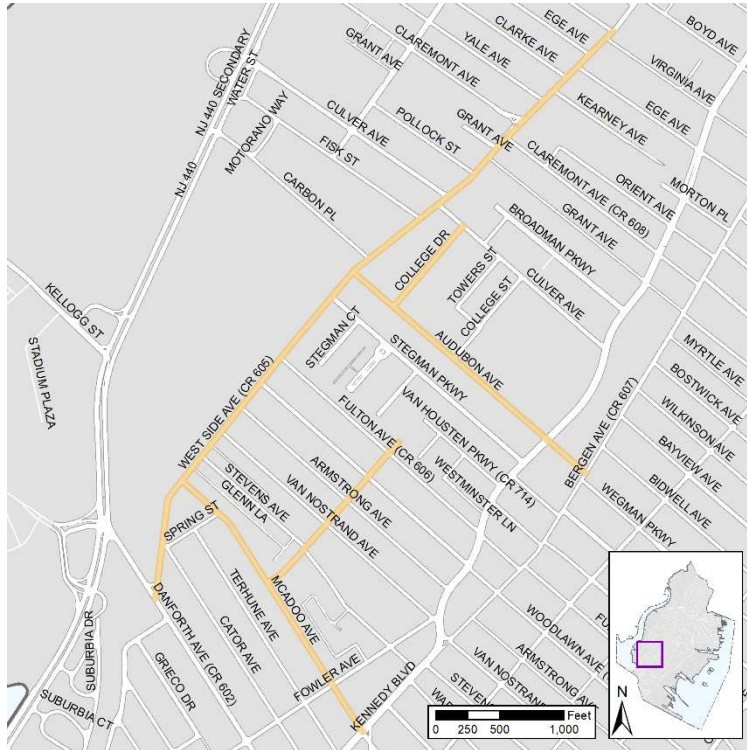 BOYD AVE
EGE AVE
CLARKE AVE
YALE AVE
CLAREMONT AVE
GRANT AVE
VIRGINIA AVE
EGE AVE
KEARNEY AVE
NJ 440 SECONDARY
WATER ST
MOTORANO WAY
CULVER AVE
FISK ST
POLLOCK ST
GRANT AVE
CLAREMONT AVE (CR 608)
ORIENT AVE
MORTON PL
NJ 440
CARBON PL
GRANT AVE
BROADMAN PKWY
COLLEGE DR
TOWERS ST
COLLEGE ST
CULVER AVE
KELLOGG ST
STADIUM PLAZA
STEGMAN CT
STEGMAN PKWY
AUDUBON AVE
MYRTLE AVE
BOSTWICK AVE
WILKINSON AVE
BAYVIEW AVE
BIDWELL AVE
WEGMAN PKWY
BERGEN AVE (CR 607)
WEST SIDE AVE (CR 605)
FULTON AVE (CR 606)
VAN HOUSTEN PKWY (CR 714)
WESTMINSTER LN
ARMSTRONG AVE
VAN NOSTRAND AVE
STEVENS AVE
GLENN LA
SPRING ST
MCADOO AVE
TERHUNE AVE
CATOR AVE
DANFORTH AVE (CR 602)
GRIECO DR
SUBURBIA DR
SUBURBIA CT
FOWLER AVE
KENNEDY BLVD
WOODLAWN AVE
FU
ARMSTRONG AVE
VAN NOSTRAND
STEVENS
WAR
N
Feet
0 250 500 1,000